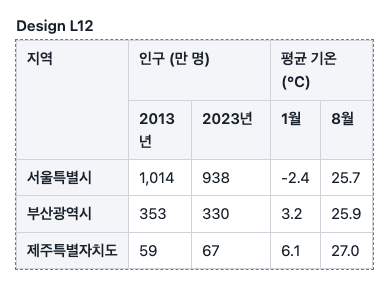 Design L12
지역 인구 (만 명) 평균 기온
(°C)
2013
년 2023년 1월 8월
서울특별시 1,014 938 -2.4 25.7
부산광역시 353 330 3.2 25.9
제주특별자치도 59 67 6.1 27.0